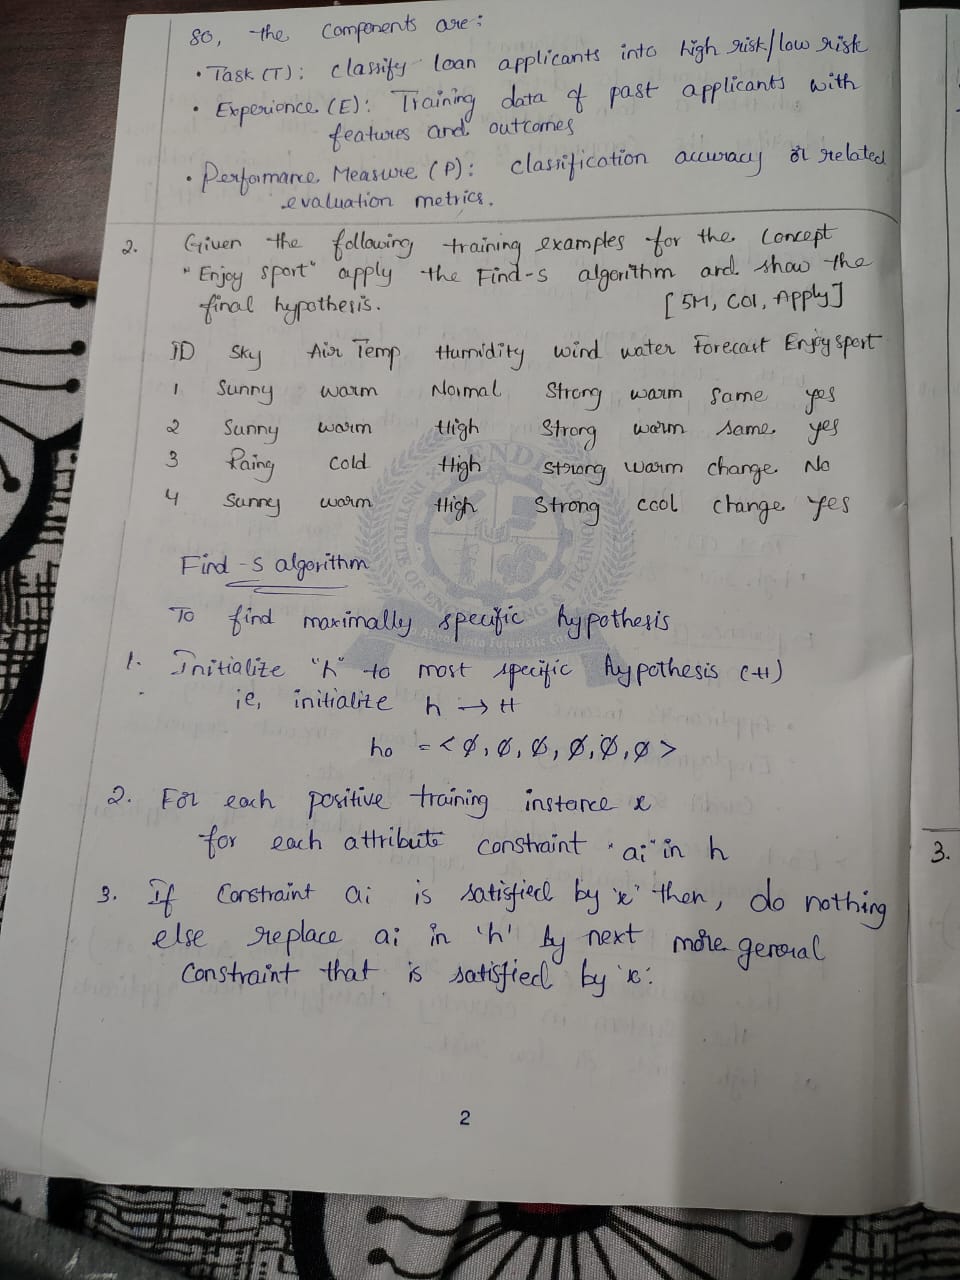 So, the components are:
• Task (T): classify loan applicants into high risk/low risk
• Experience (E): Training data of past applicants with
features and outcomes
• Performance Measure (P): classification accuracy or related
evaluation metrics.
2. Given the following training examples for the concept
"Enjoy sport" apply the Find-s algorithm and show the
final hypothesis. [5M, CO1, Apply]
ID Sky Air Temp Humidity wind water Forecast Enjoy sport
1 Sunny warm Normal Strong warm same yes
2 Sunny warm High Strong warm same yes
3 Rainy cold High strong warm change No
4 Sunny warm High Strong cool change yes
Find-s algorithm
To find maximally specific hypothesis
1. Initialize "h" to most specific hypothesis (H)
ie, initialize h → H
h0 = < ø, ø, ø, ø, ø, ø >
2. For each positive training instance x
for each attribute constraint "ai" in h
3. If constraint ai is satisfied by 'x' then, do nothing
else replace ai in 'h' by next more general
constraint that is satisfied by 'x'.
2
3.